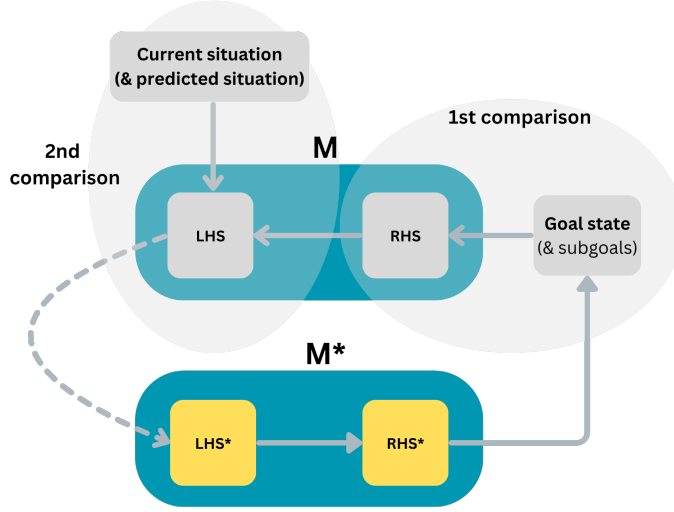 Current situation
(& predicted situation)
1st comparison
M
2nd
comparison
LHS
RHS
Goal state
(& subgoals)
M*
LHS*
RHS*